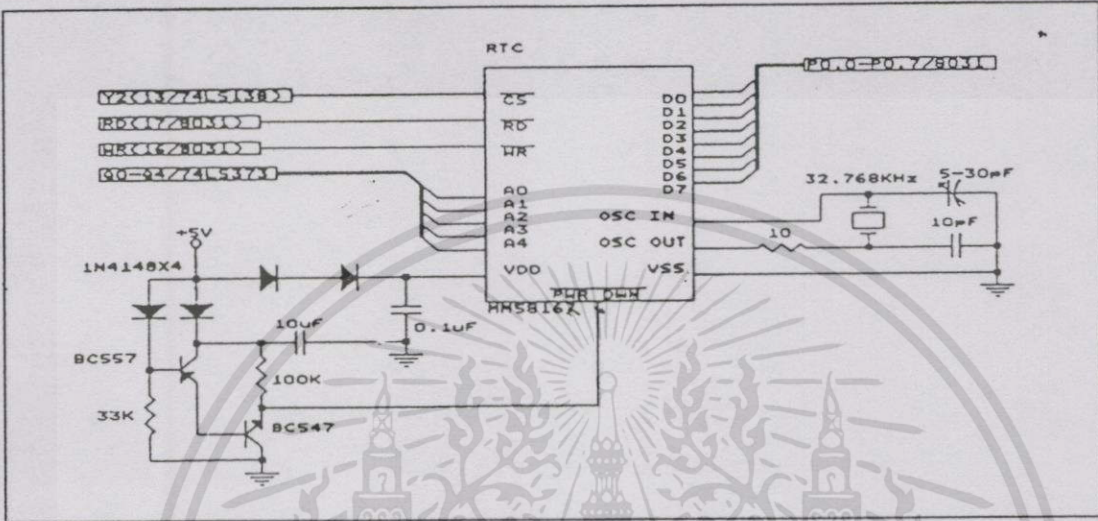 RTC
P0.0-P0.7/8031
Y2(13/74LS138)
RD(17/8031)
WR(16/8031)
Q0-Q4/74LS373
CS
RD
WR
A0
A1
A2
A3
A4
VDD
D0
D1
D2
D3
D4
D5
D6
D7
OSC IN
OSC OUT
VSS
PWR DWN
MM58167
32.768KHz
5-30pF
10
10pF
+5V
1N4148X4
10uF
0.1uF
BC557
100K
33K
BC547